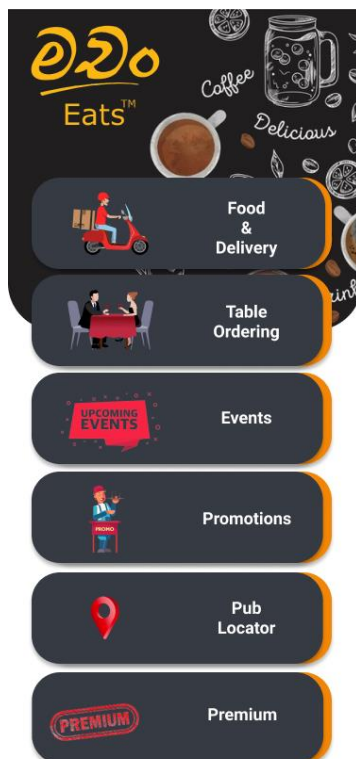 මචං
Eats™
Coffee
Delicious
Food
&
Delivery
Table
Ordering
UPCOMING
EVENTS
Events
PROMO
Promotions
Pub
Locator
PREMIUM
Premium